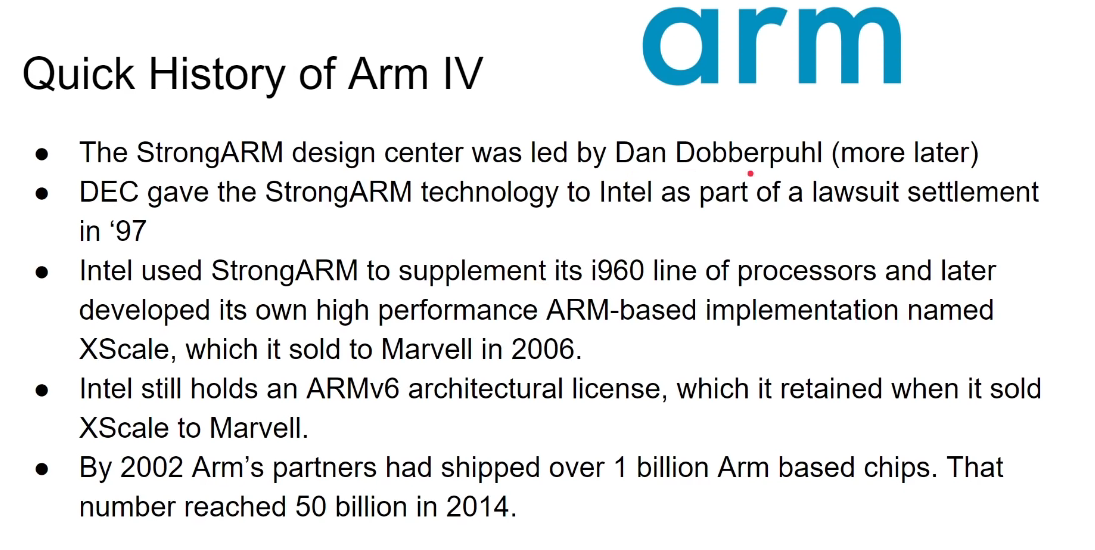 arm
Quick History of Arm IV
● The StrongARM design center was led by Dan Dobberpuhl (more later)
● DEC gave the StrongARM technology to Intel as part of a lawsuit settlement
in ‘97
● Intel used StrongARM to supplement its i960 line of processors and later
developed its own high performance ARM-based implementation named
XScale, which it sold to Marvell in 2006.
● Intel still holds an ARMv6 architectural license, which it retained when it sold
XScale to Marvell.
● By 2002 Arm’s partners had shipped over 1 billion Arm based chips. That
number reached 50 billion in 2014.